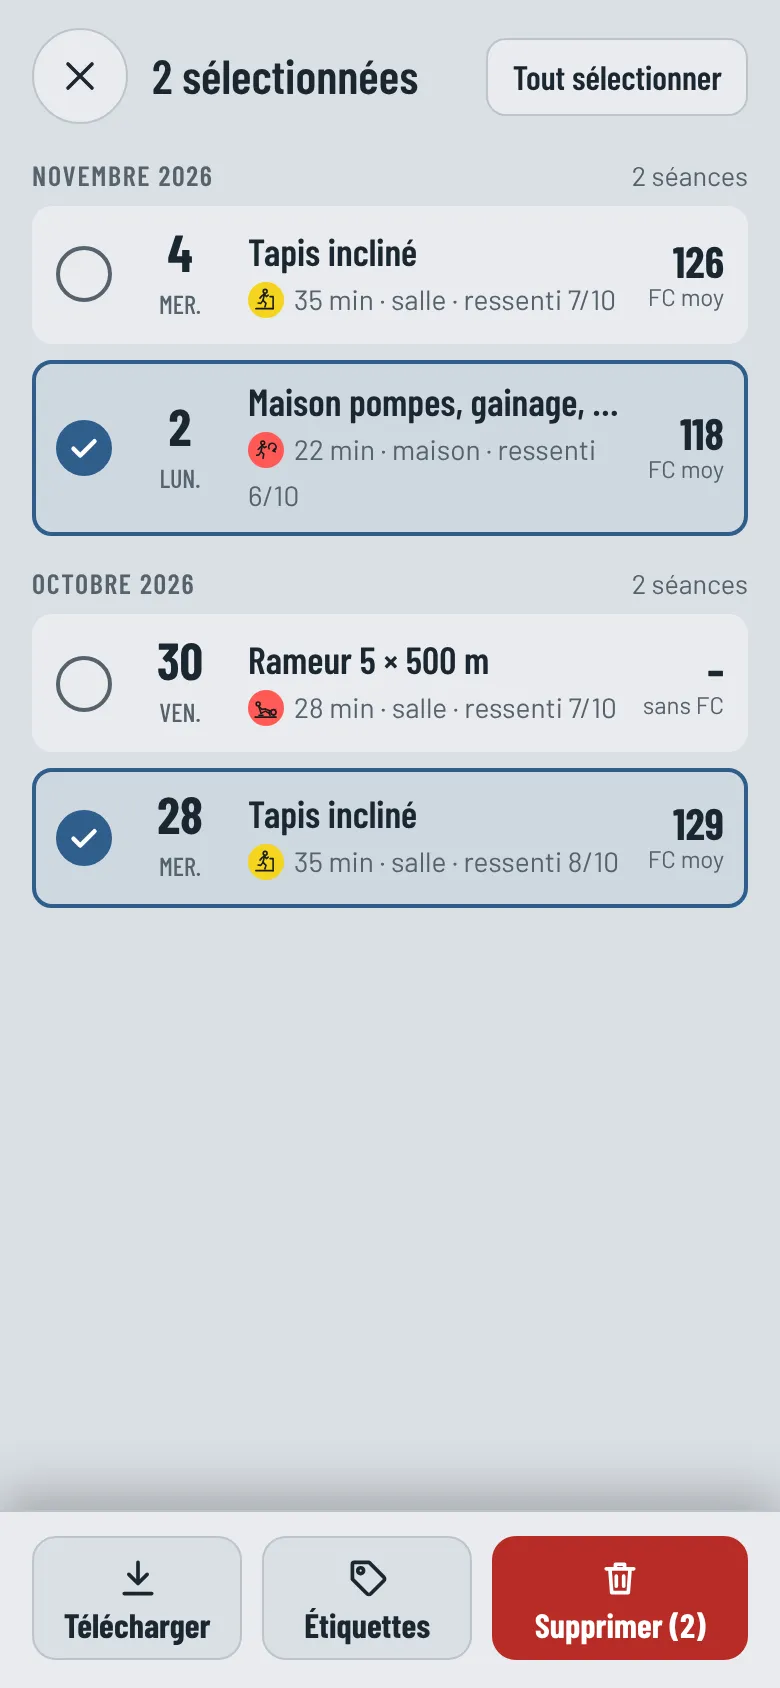 2 sélectionnées
Tout sélectionner
NOVEMBRE 2026
2 séances
4
MER.
Tapis incliné
35 min · salle · ressenti 7/10
126
FC moy
2
LUN.
Maison pompes, gainage, ...
22 min · maison · ressenti
6/10
118
FC moy
OCTOBRE 2026
2 séances
30
VEN.
Rameur 5 × 500 m
28 min · salle · ressenti 7/10
–
sans FC
28
MER.
Tapis incliné
35 min · salle · ressenti 8/10
129
FC moy
Télécharger
Étiquettes
Supprimer (2)